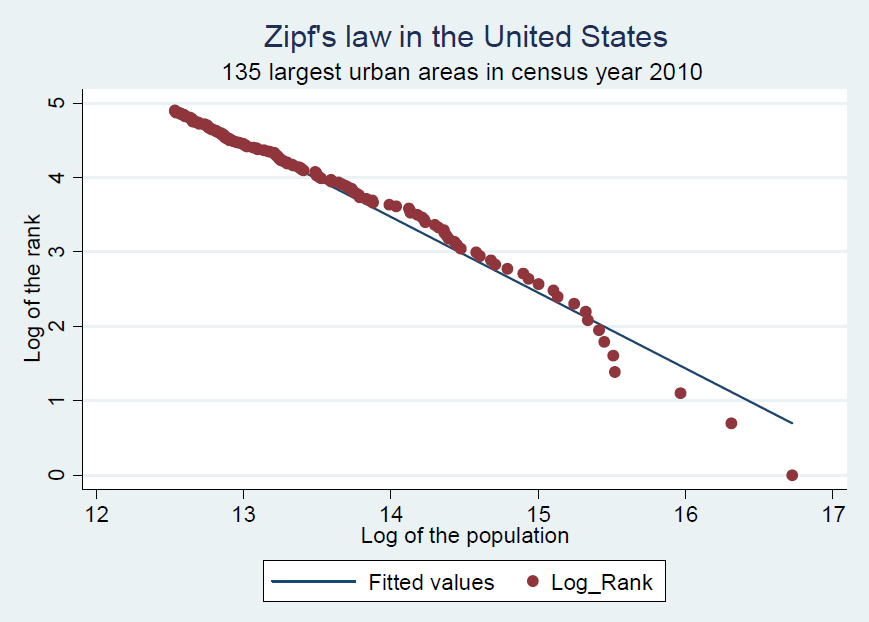 Zipf's law in the United States
135 largest urban areas in census year 2010
Log of the rank
5
4
3
2
1
0
12 13 14 15 16 17
Log of the population
Fitted values Log_Rank